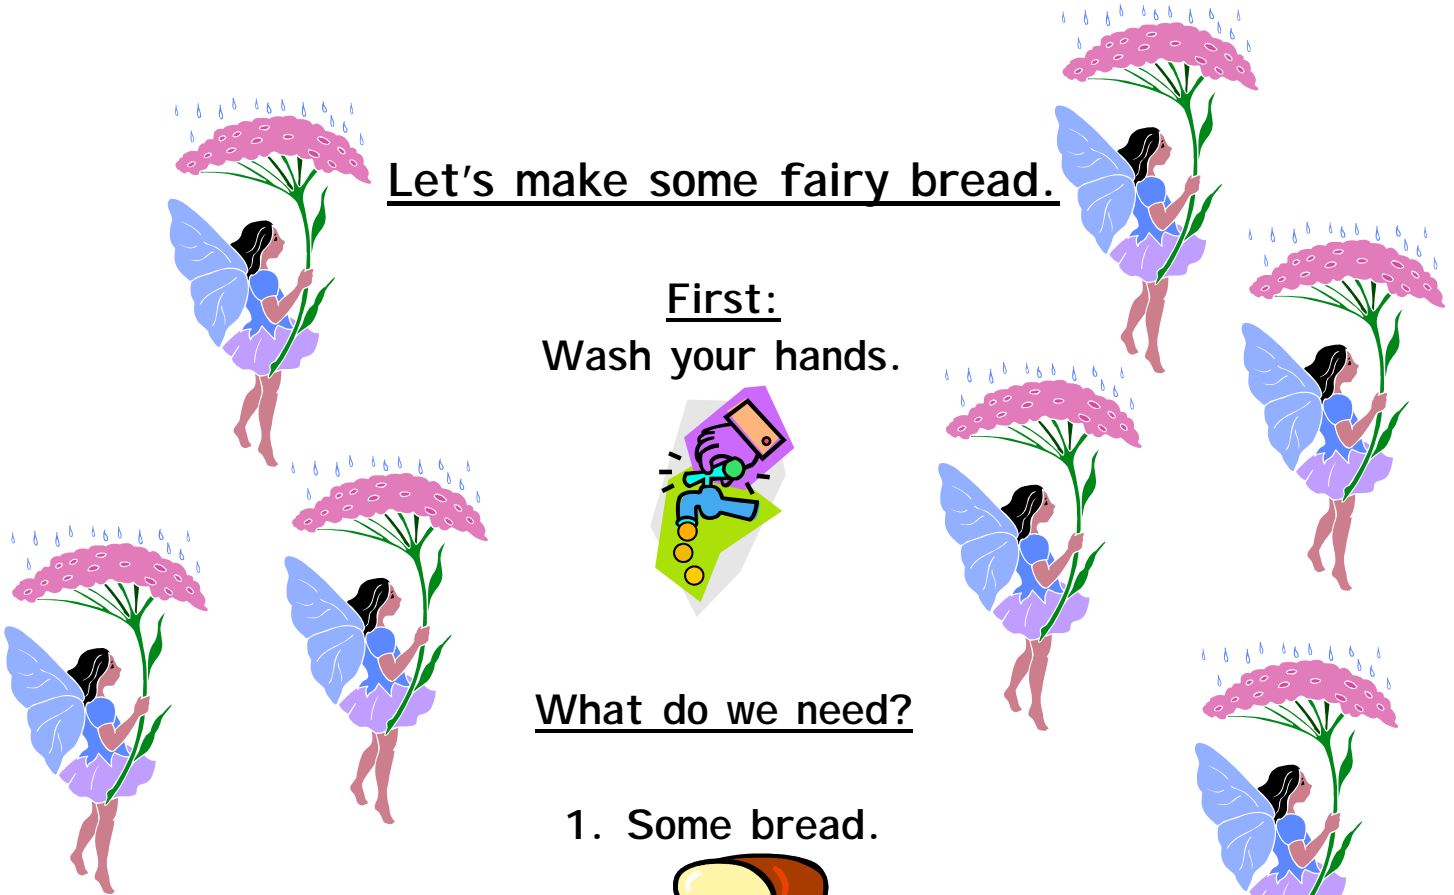 Let's make some fairy bread.
First:
Wash your hands.
What do we need?
1. Some bread.